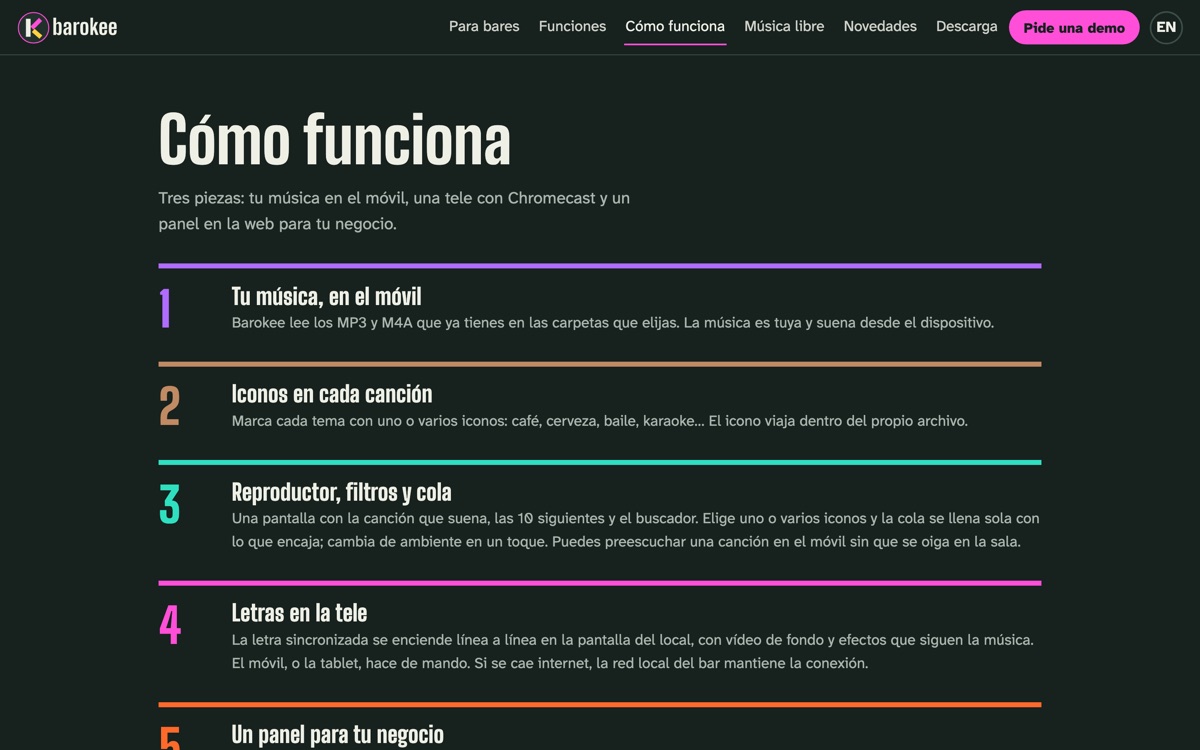 barokee
Para bares
Funciones
Cómo funciona
Música libre
Novedades
Descarga
Pide una demo
EN
Cómo funciona
Tres piezas: tu música en el móvil, una tele con Chromecast y un
panel en la web para tu negocio.
1
Tu música, en el móvil
Barokee lee los MP3 y M4A que ya tienes en las carpetas que elijas. La música es tuya y suena desde el dispositivo.
2
Iconos en cada canción
Marca cada tema con uno o varios iconos: café, cerveza, baile, karaoke... El icono viaja dentro del propio archivo.
3
Reproductor, filtros y cola
Una pantalla con la canción que suena, las 10 siguientes y el buscador. Elige uno o varios iconos y la cola se llena sola con
lo que encaja; cambia de ambiente en un toque. Puedes preescuchar una canción en el móvil sin que se oiga en la sala.
4
Letras en la tele
La letra sincronizada se enciende línea a línea en la pantalla del local, con vídeo de fondo y efectos que siguen la música.
El móvil, o la tablet, hace de mando. Si se cae internet, la red local del bar mantiene la conexión.
5
Un panel para tu negocio